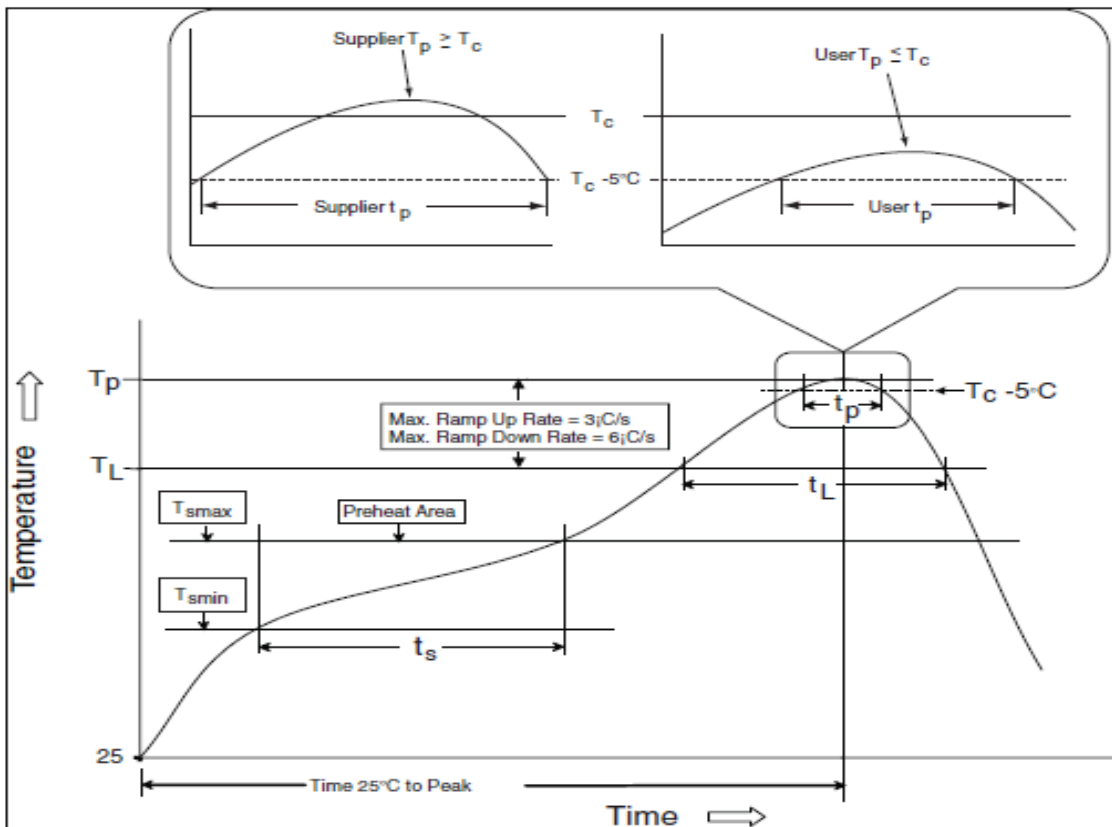 Supplier Tp ≥ Tc
User Tp ≤ Tc
Tc
Tc -5°C
Supplier tp
User tp
Tp
Tc -5°C
tp
Max. Ramp Up Rate = 3¡C/s
Max. Ramp Down Rate = 6¡C/s
TL
tL
Tsmax
Preheat Area
Tsmin
ts
Temperature
25
Time 25°C to Peak
Time